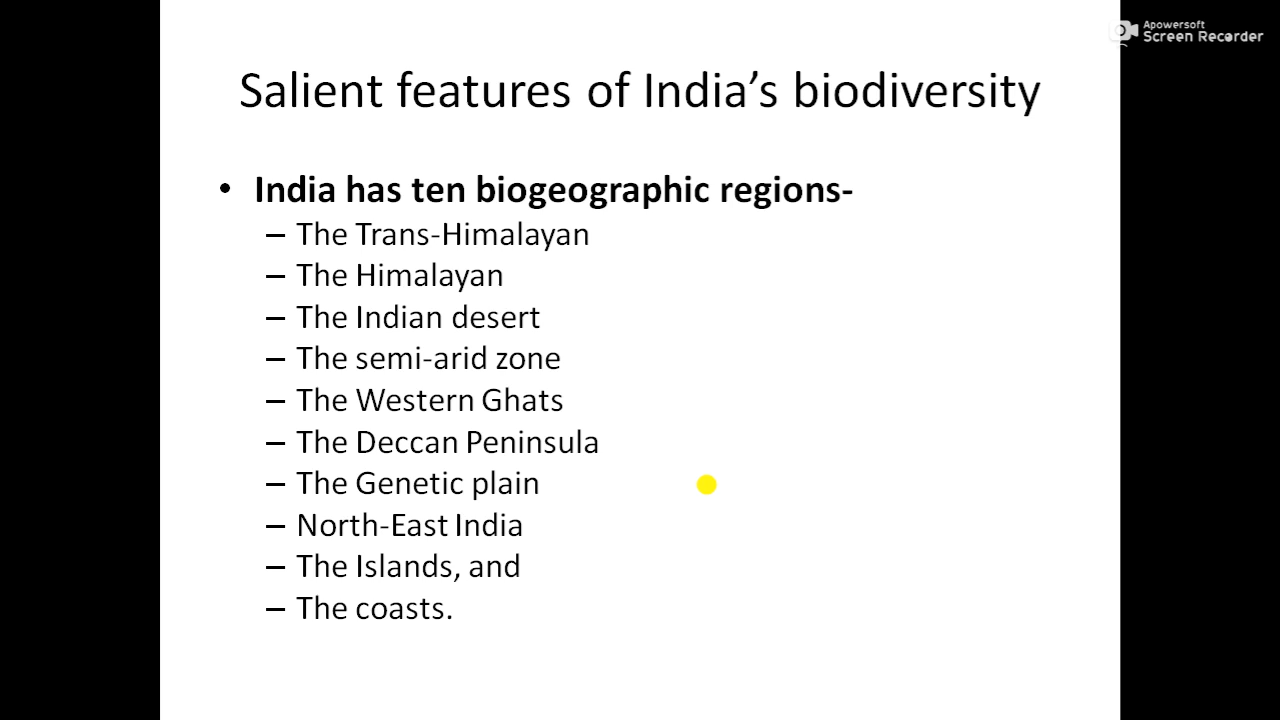 Apowersoft
Screen Recorder
Salient features of India’s biodiversity
• India has ten biogeographic regions-
– The Trans-Himalayan
– The Himalayan
– The Indian desert
– The semi-arid zone
– The Western Ghats
– The Deccan Peninsula
– The Genetic plain
– North-East India
– The Islands, and
– The coasts.